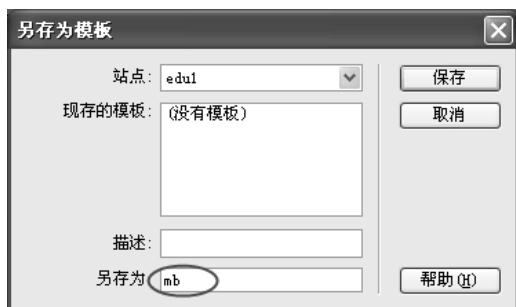 另存为模板
站点: edu1
保存
现存的模板: (没有模板)
取消
描述:
另存为 mb
帮助(H)